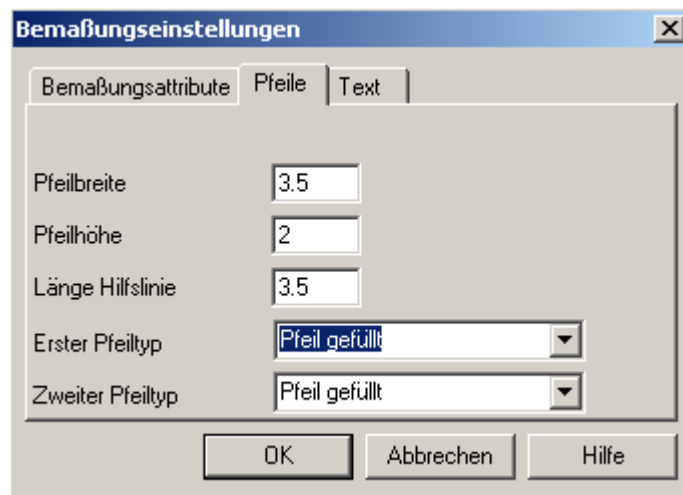 Bemaßungseinstellungen
Bemaßungsattribute Pfeile Text
Pfeilbreite 3.5
Pfeilhöhe 2
Länge Hilfslinie 3.5
Erster Pfeiltyp Pfeil gefüllt
Zweiter Pfeiltyp Pfeil gefüllt
OK Abbrechen Hilfe